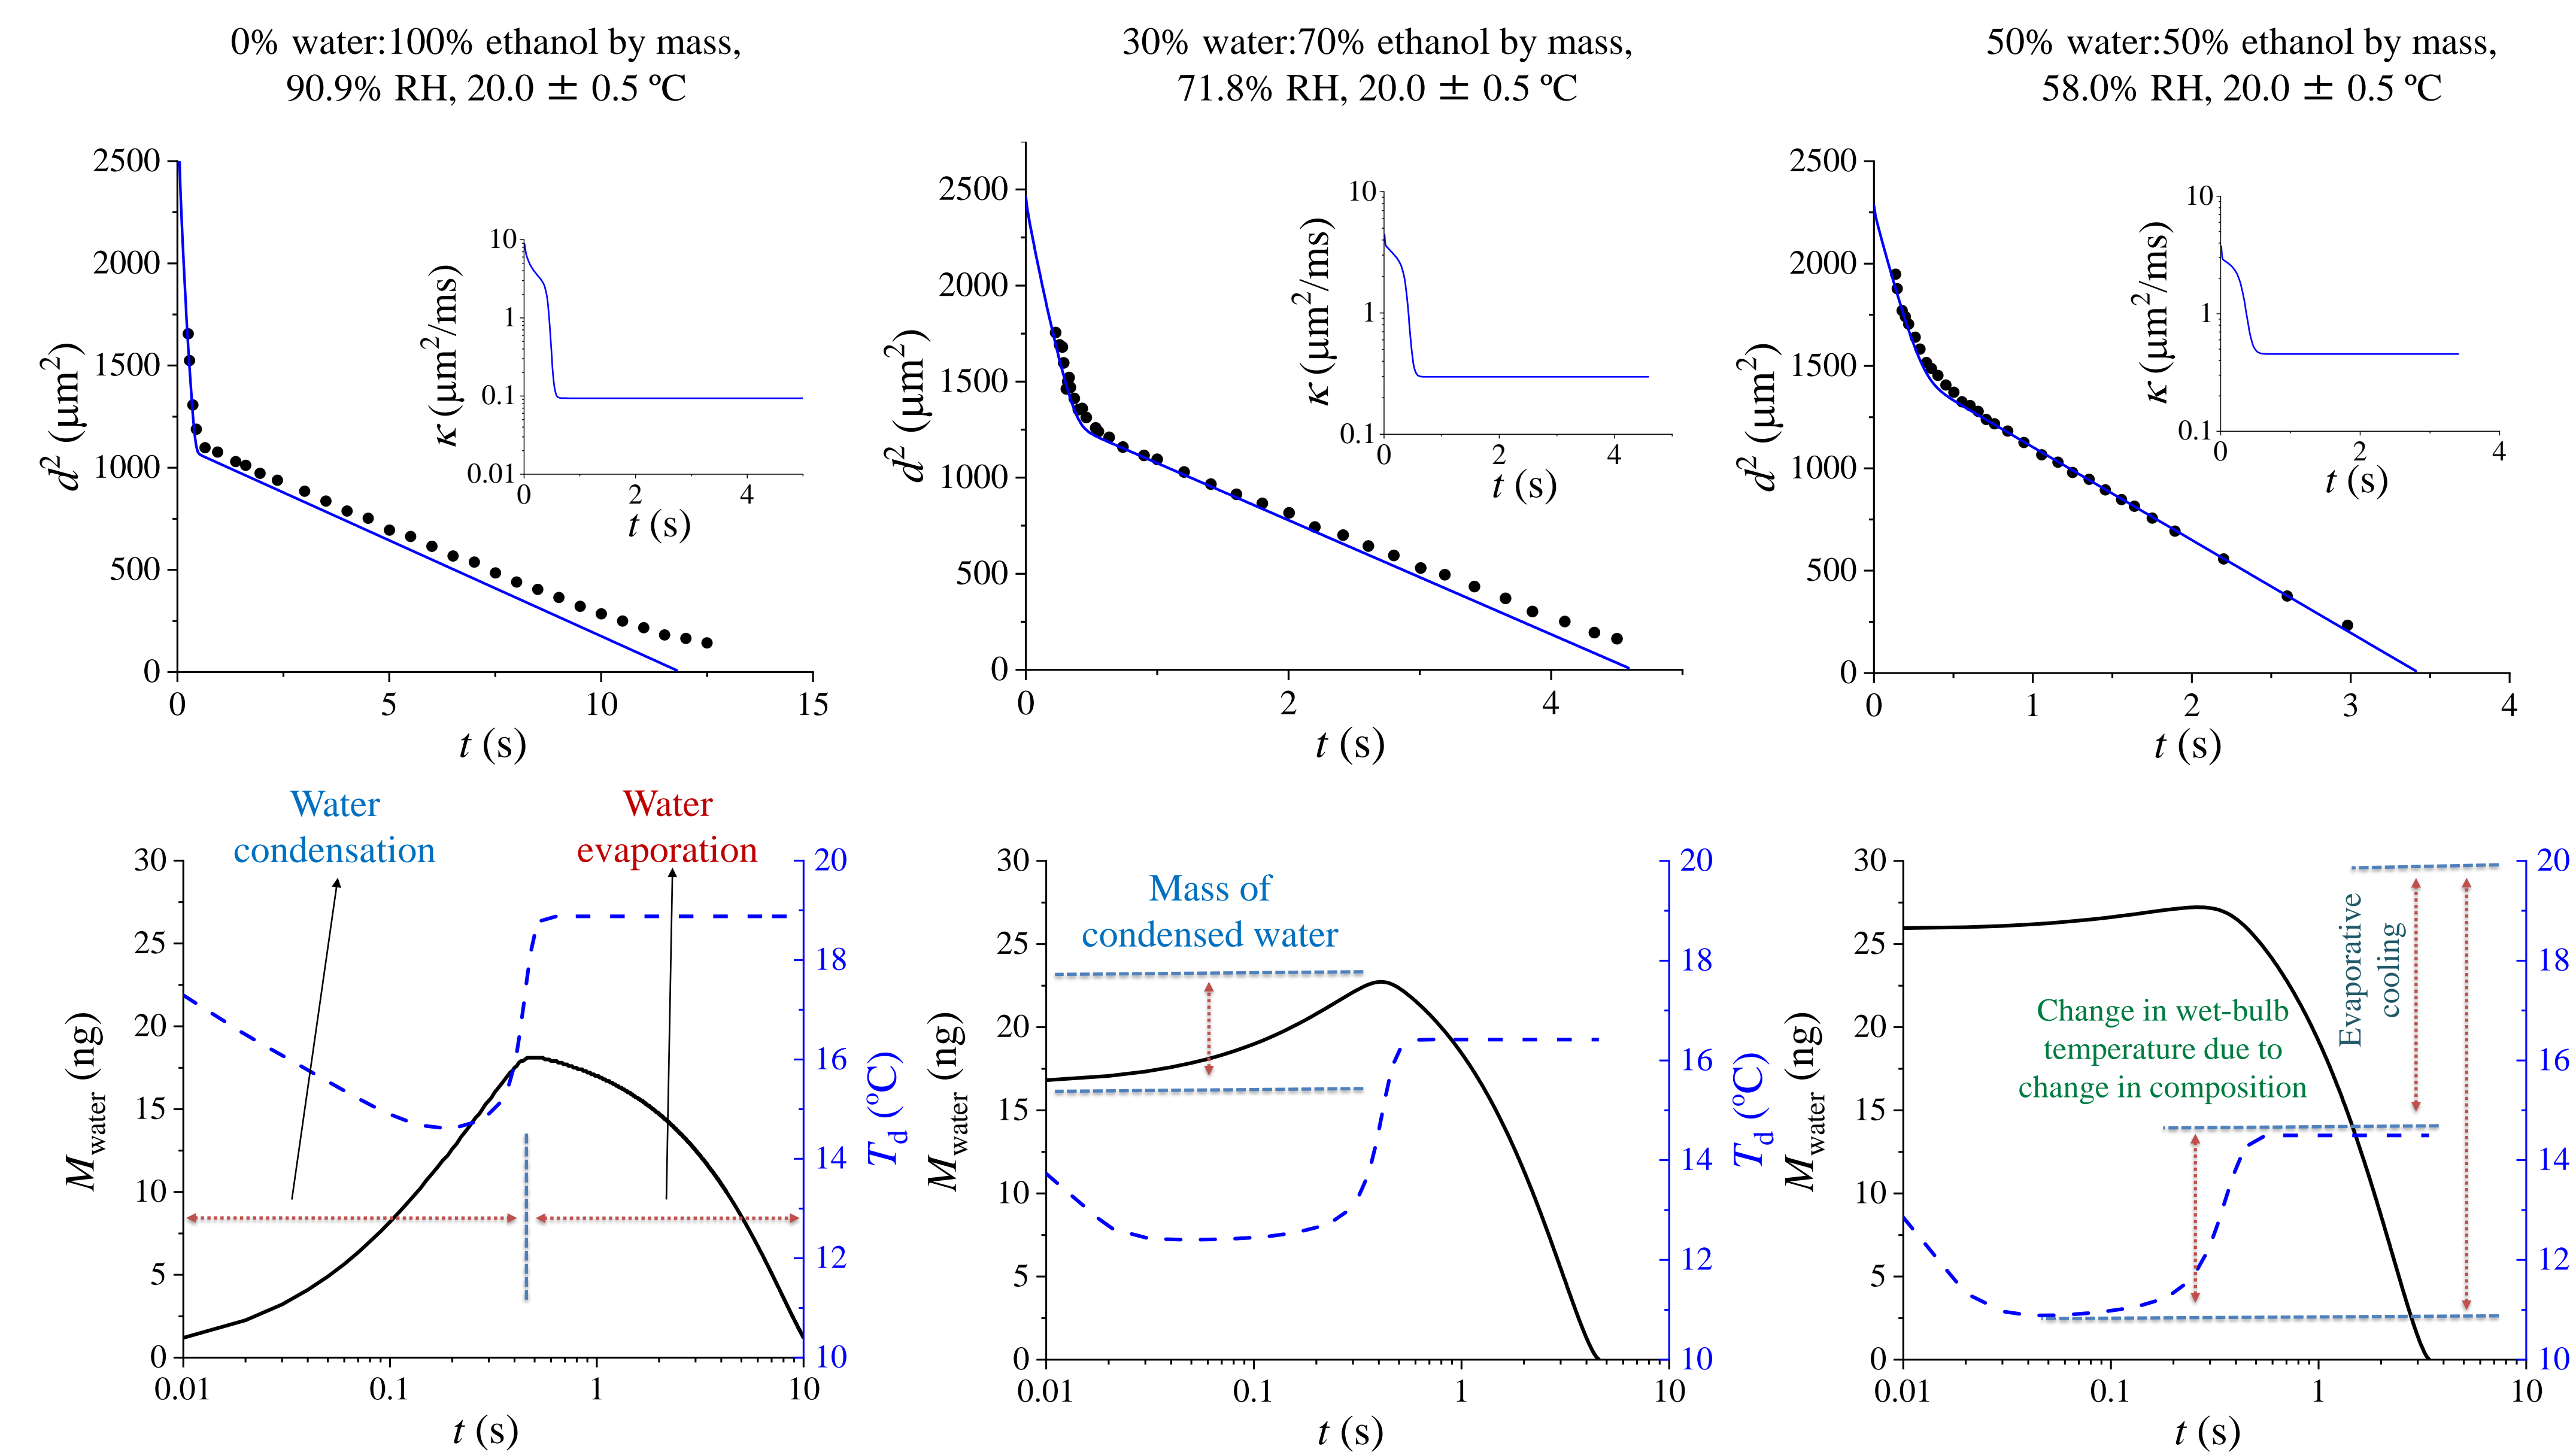 0% water:100% ethanol by mass,
90.9% RH, 20.0 ± 0.5 ºC
30% water:70% ethanol by mass,
71.8% RH, 20.0 ± 0.5 ºC
50% water:50% ethanol by mass,
58.0% RH, 20.0 ± 0.5 ºC
2500
2000
1500
1000
500
0
d² (μm²)
0 5 10 15
t (s)
10
1
0.1
0.01
κ (μm²/ms)
0 2 4
t (s)
2500
2000
1500
1000
500
0
d² (μm²)
0 2 4
t (s)
10
1
0.1
κ (μm²/ms)
0 2 4
t (s)
2500
2000
1500
1000
500
0
d² (μm²)
0 1 2 3 4
t (s)
10
1
0.1
κ (μm²/ms)
0 2 4
t (s)
Water
condensation
Water
evaporation
30
25
20
15
10
5
0
M water (ng)
20
18
16
14
12
10
T d (ºC)
0.01 0.1 1 10
t (s)
Mass of
condensed water
30
25
20
15
10
5
0
M water (ng)
20
18
16
14
12
10
T d (ºC)
0.01 0.1 1 10
t (s)
Evaporative
cooling
Change in wet-bulb
temperature due to
change in composition
30
25
20
15
10
5
0
M water (ng)
20
18
16
14
12
10
0.01 0.1 1 10
t (s)